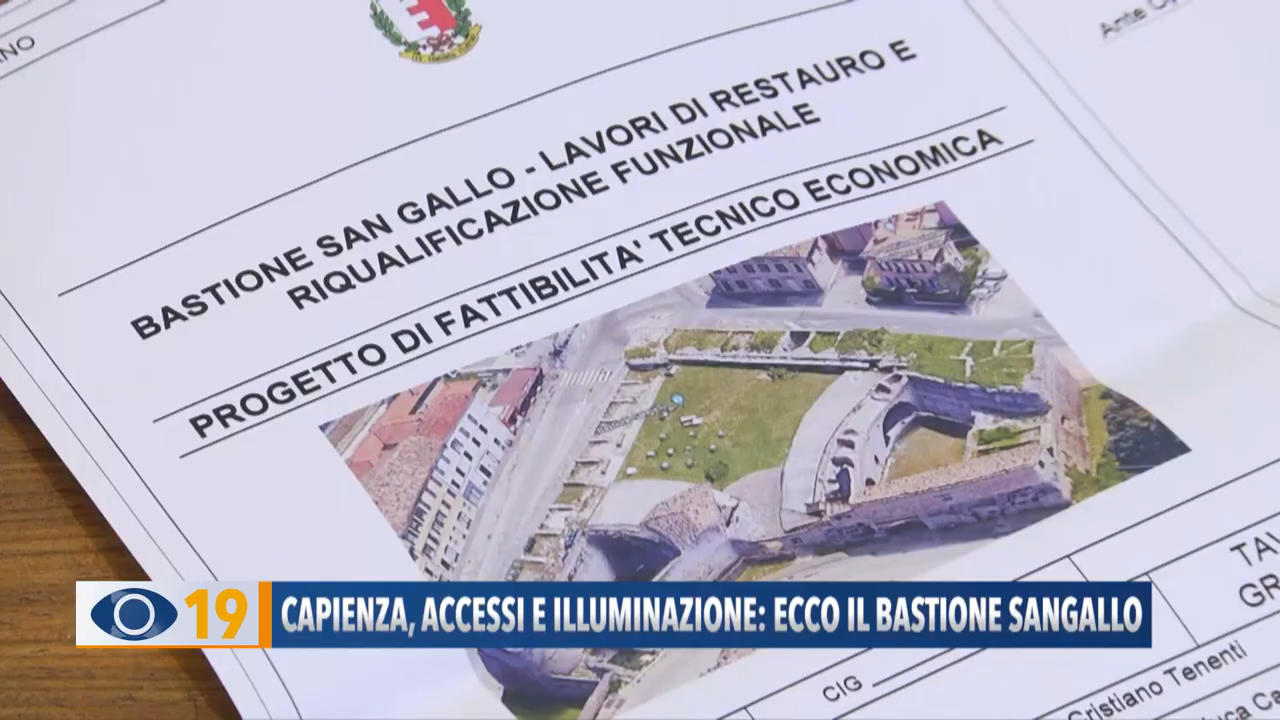 BASTIONE SAN GALLO - LAVORI DI RESTAURO E
RIQUALIFICAZIONE FUNZIONALE
PROGETTO DI FATTIBILITA' TECNICO ECONOMICA
19
CAPIENZA, ACCESSI E ILLUMINAZIONE: ECCO IL BASTIONE SANGALLO
CIG
Cristiano Tenenti